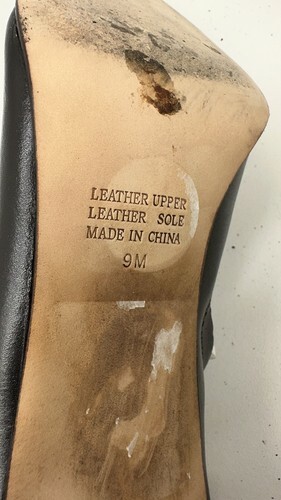 LEATHER UPPER
LEATHER SOLE
MADE IN CHINA
9M